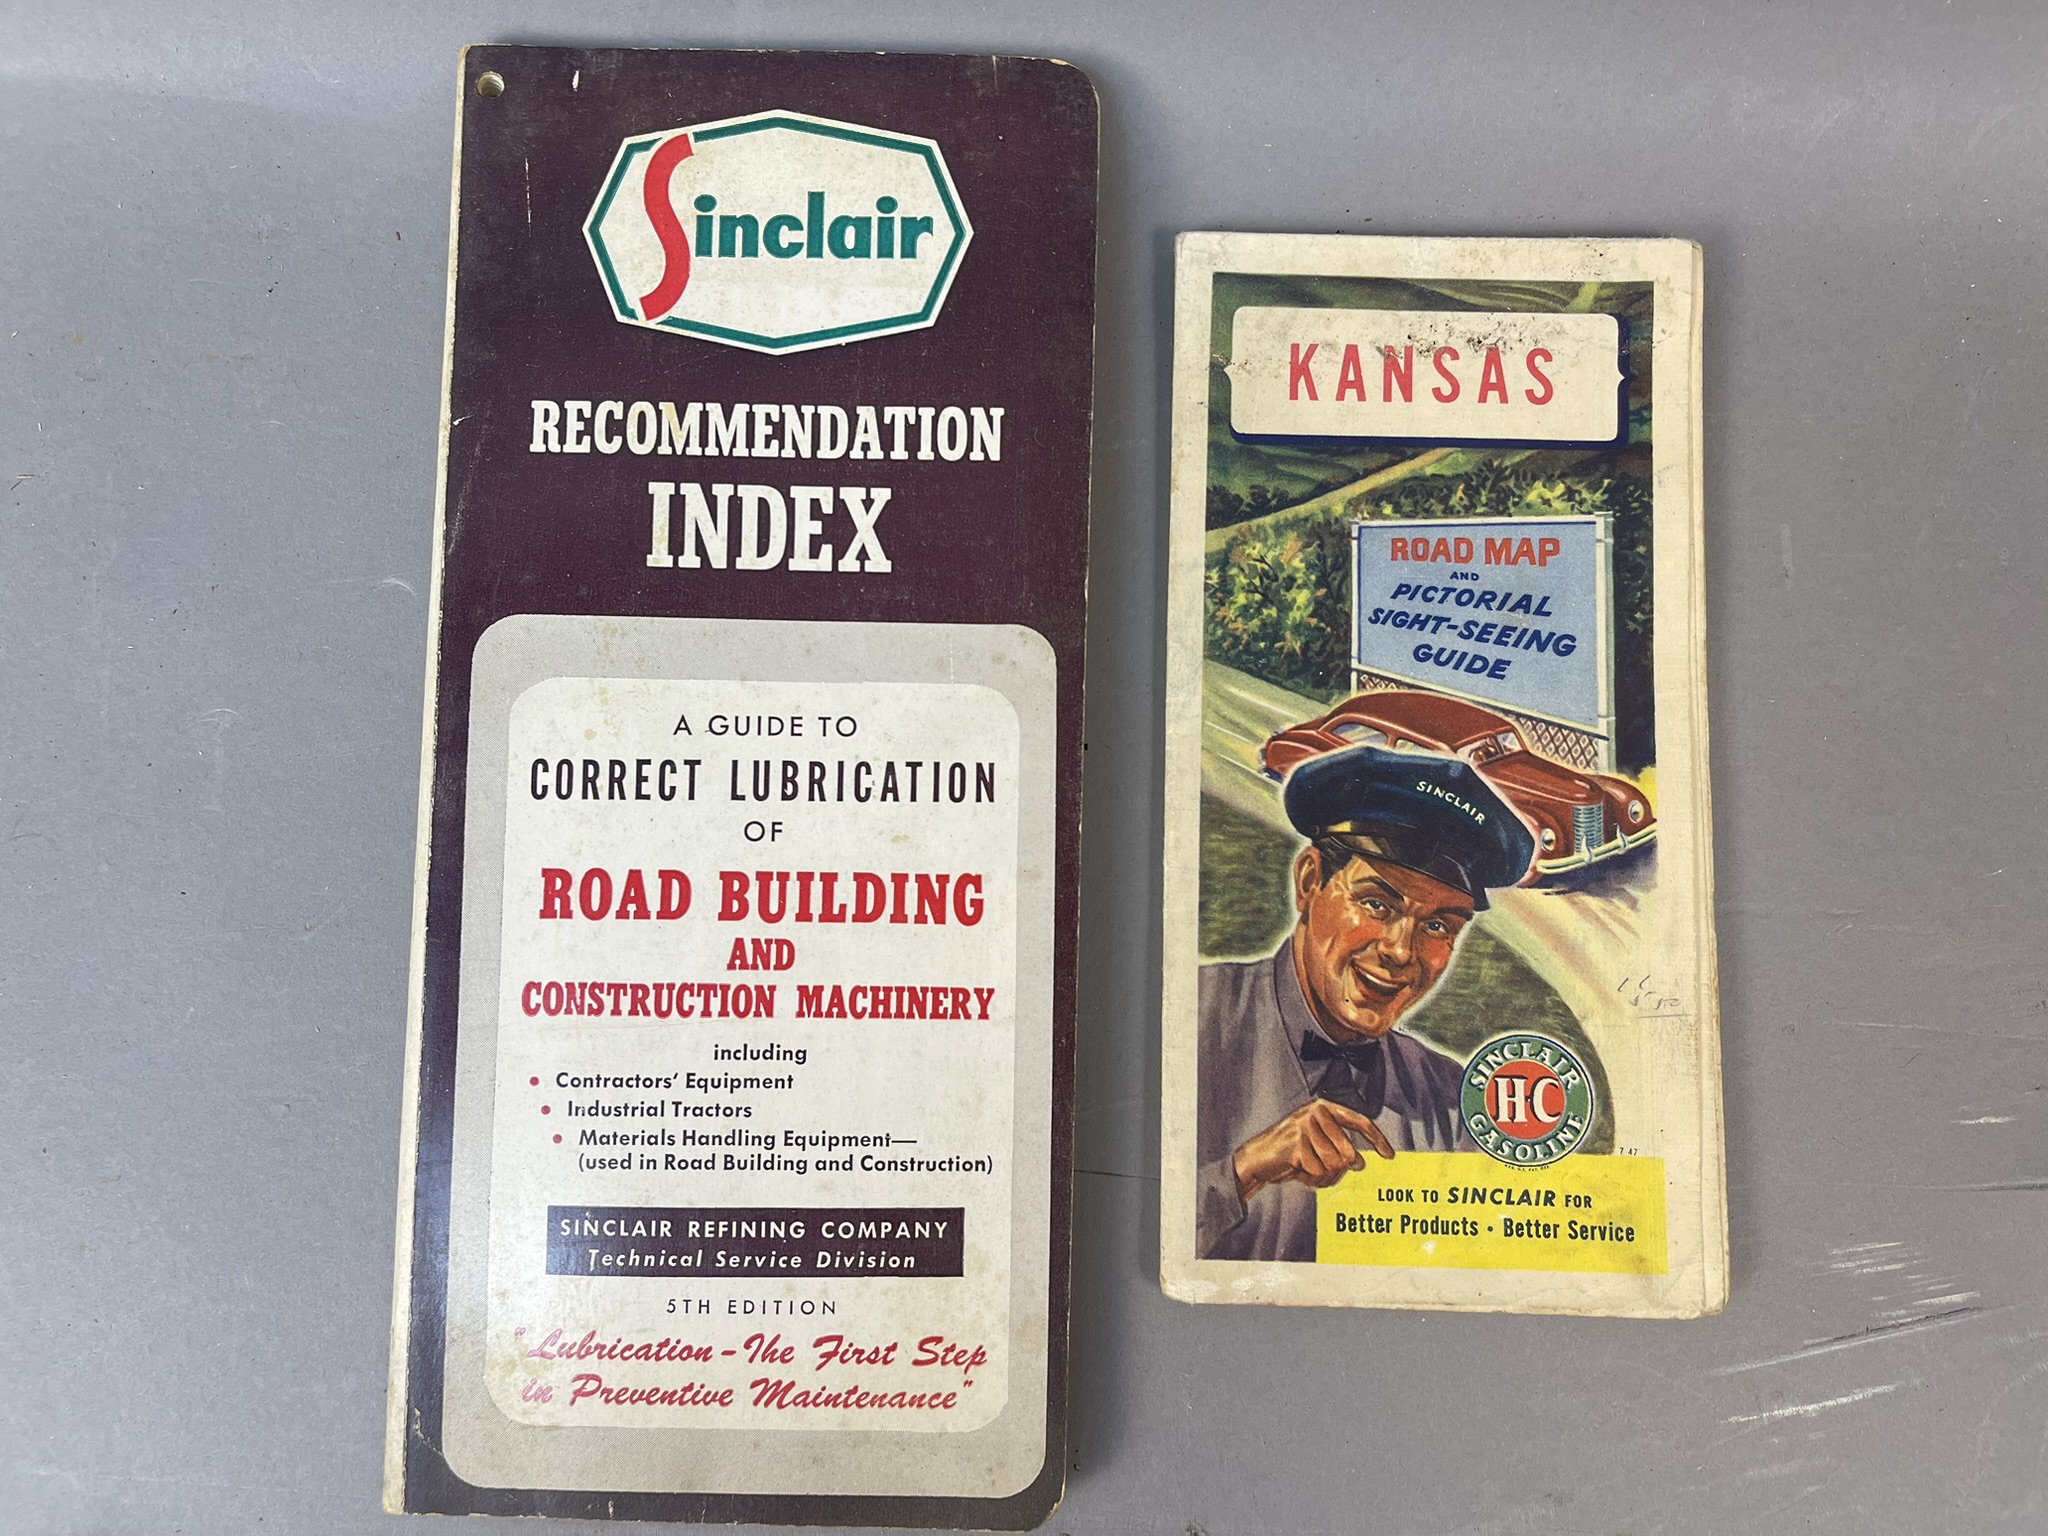 Sinclair
RECOMMENDATION
INDEX
A GUIDE TO
CORRECT LUBRICATION
OF
ROAD BUILDING
AND
CONSTRUCTION MACHINERY
including
• Contractors' Equipment
• Industrial Tractors
• Materials Handling Equipment—
(used in Road Building and Construction)
SINCLAIR REFINING COMPANY
Technical Service Division
5TH EDITION
"Lubrication – The First Step
in Preventive Maintenance"
KANSAS
ROAD MAP
AND
PICTORIAL
SIGHT-SEEING
GUIDE
SINCLAIR
SINCLAIR
H-C
GASOLINE
7 47
LOOK TO SINCLAIR FOR
Better Products • Better Service